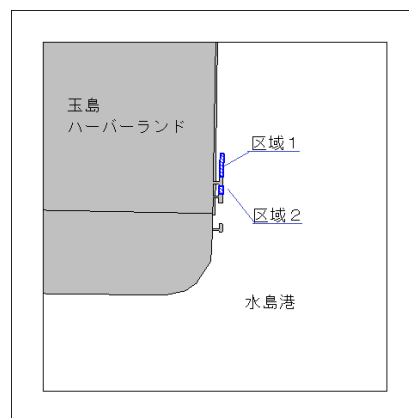 玉島
ハーバーランド
区域１
区域２
水島港